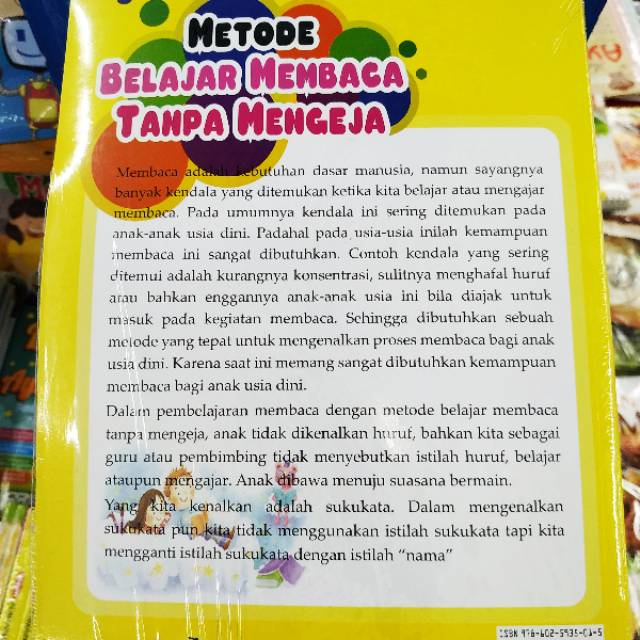 METODE
BELAJAR MEMBACA
TANPA MENGEJA
Membaca adalah kebutuhan dasar manusia, namun sayangnya
banyak kendala yang ditemukan ketika kita belajar atau mengajar
membaca. Pada umumnya kendala ini sering ditemukan pada
anak-anak usia dini. Padahal pada usia-usia inilah kemampuan
membaca ini sangat dibutuhkan. Contoh kendala yang sering
ditemui adalah kurangnya konsentrasi, sulitnya menghafal huruf
atau bahkan enggannya anak-anak usia ini bila diajak untuk
masuk pada kegiatan membaca. Sehingga dibutuhkan sebuah
metode yang tepat untuk mengenalkan proses membaca bagi anak
usia dini. Karena saat ini memang sangat dibutuhkan kemampuan
membaca bagi anak usia dini.
Dalam pembelajaran membaca dengan metode belajar membaca
tanpa mengeja, anak tidak dikenalkan huruf, bahkan kita sebagai
guru atau pembimbing tidak menyebutkan istilah huruf, belajar
ataupun mengajar. Anak dibawa menuju suasana bermain.
Yang kita kenalkan adalah sukukata. Dalam mengenalkan
sukukata pun kita tidak menggunakan istilah sukukata tapi kita
mengganti istilah sukukata dengan istilah "nama"
ISBN 978-602-5935-01-5